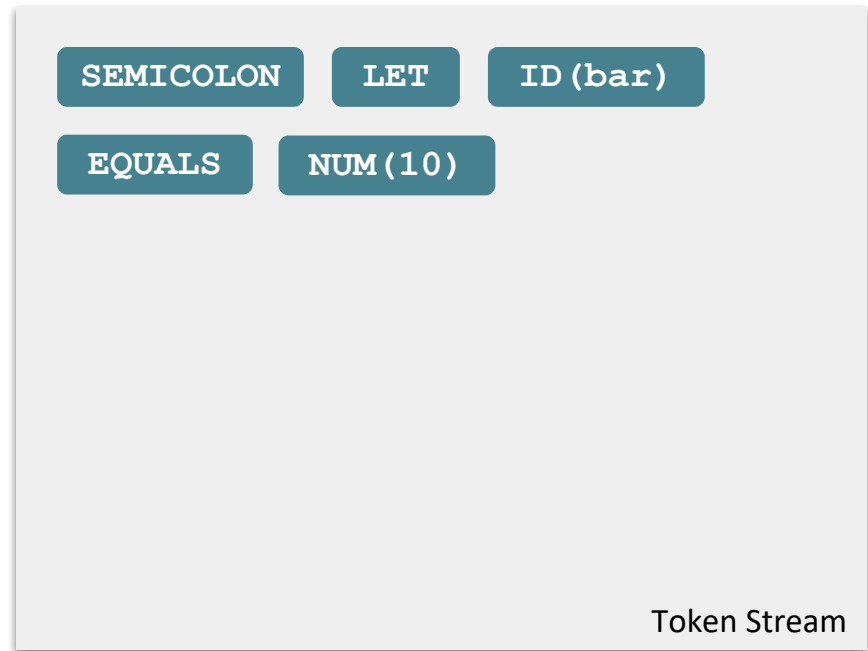 SEMICOLON LET ID(bar)
EQUALS NUM(10)
Token Stream